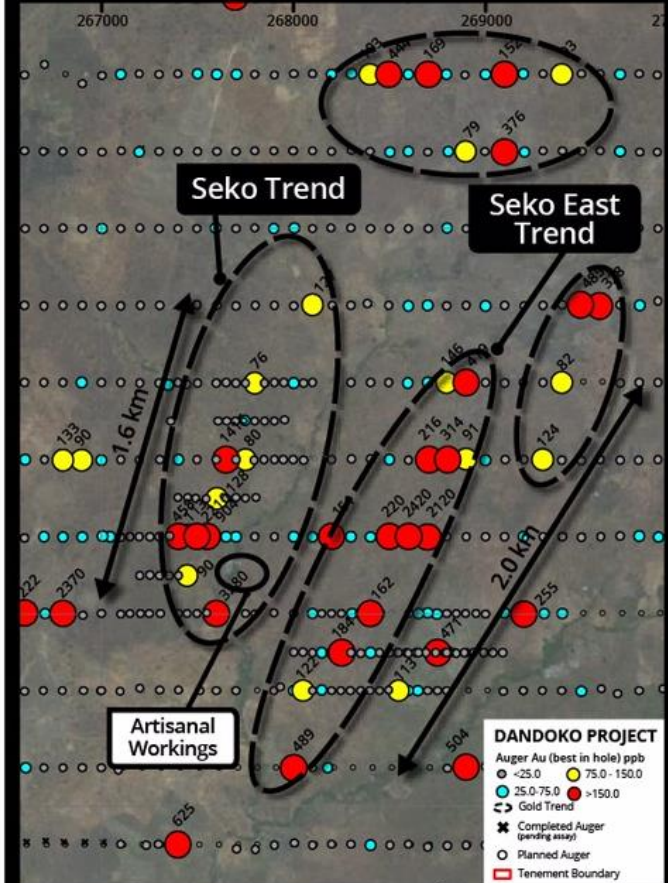 267000 268000 269000
444 169 152
79 376
Seko Trend
Seko East
Trend
76 146
1.6 km
133 90 80 216 314 91
128 124 82
220 2420 2120
90
2.0 km
222 2370 162 255
184 471
122 113
Artisanal
Workings
489 504
625
DANDOKO PROJECT
Auger Au (best in hole) ppb
<25.0
75.0 - 150.0
25.0-75.0
>150.0
Gold Trend
Completed Auger
(pending assay)
Planned Auger
Tenement Boundary